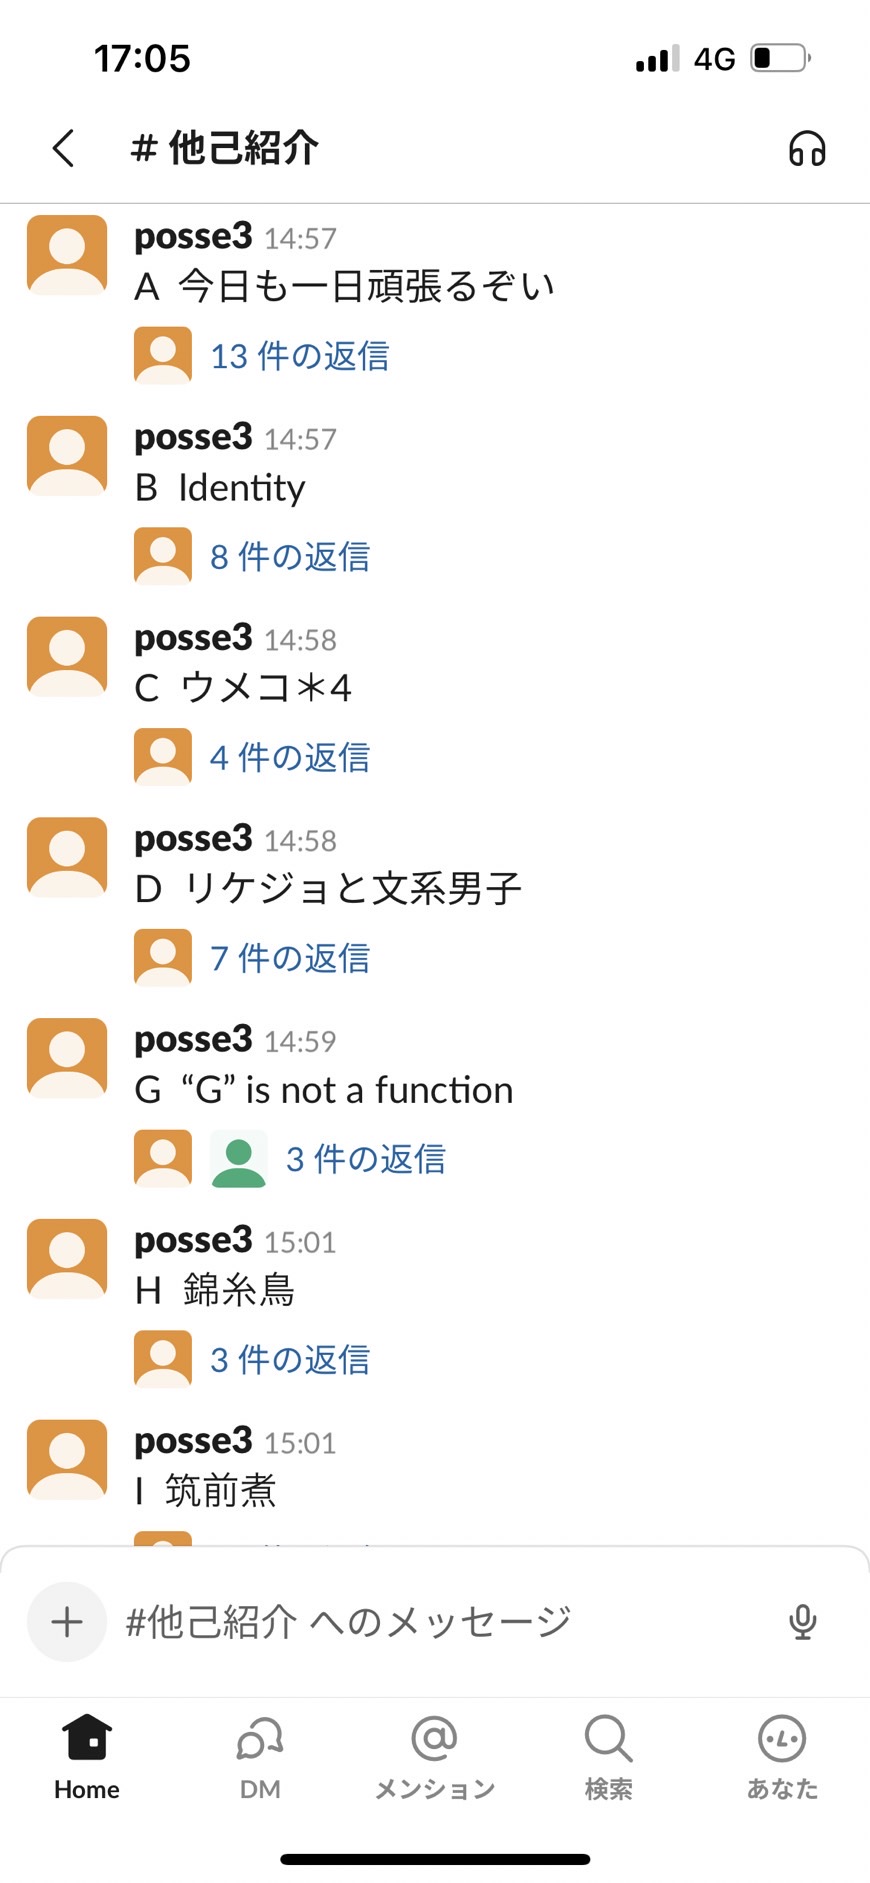 17:05 4G
# 他己紹介
posse3 14:57
A 今日も一日頑張るぞい
13 件の返信
posse3 14:57
B Identity
8 件の返信
posse3 14:58
C ウメコ＊4
4 件の返信
posse3 14:58
D リケジョと文系男子
7 件の返信
posse3 14:59
G “G” is not a function
3 件の返信
posse3 15:01
H 錦糸鳥
3 件の返信
posse3 15:01
I 筑前煮
#他己紹介 へのメッセージ
Home DM メンション 検索 あなた